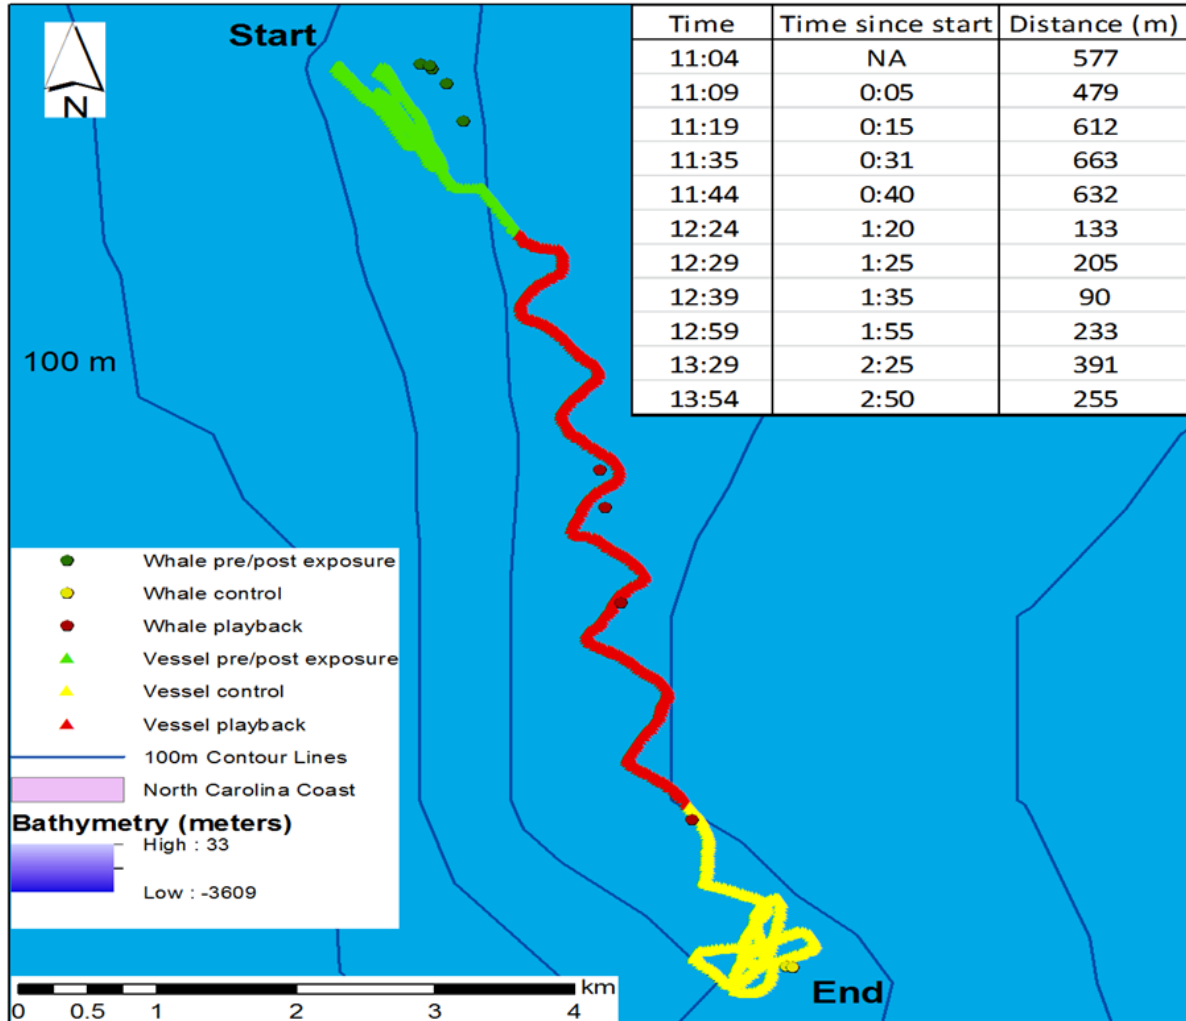 Start
N
Time Time since start Distance (m)
11:04 NA 577
11:09 0:05 479
11:19 0:15 612
11:35 0:31 663
11:44 0:40 632
12:24 1:20 133
12:29 1:25 205
12:39 1:35 90
12:59 1:55 233
13:29 2:25 391
13:54 2:50 255
100 m
Whale pre/post exposure
Whale control
Whale playback
Vessel pre/post exposure
Vessel control
Vessel playback
100m Contour Lines
North Carolina Coast
Bathymetry (meters)
High : 33
Low : -3609
End
km
0 0.5 1 2 3 4